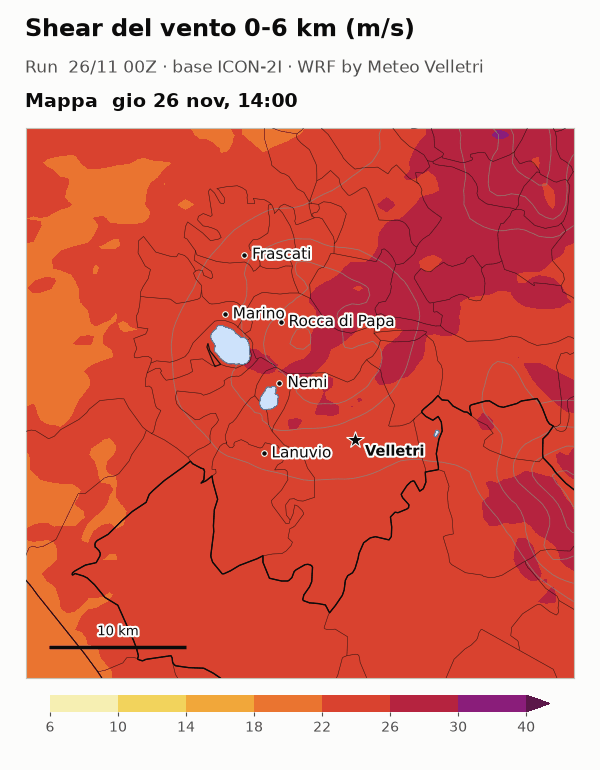 Shear del vento 0-6 km (m/s)
Run  26/11 00Z · base ICON-2I · WRF by Meteo Velletri
Mappa  gio 26 nov, 14:00
Frascati
Marino
Rocca di Papa
Nemi
Velletri
Lanuvio
10 km
6 10 14 18 22 26 30 40